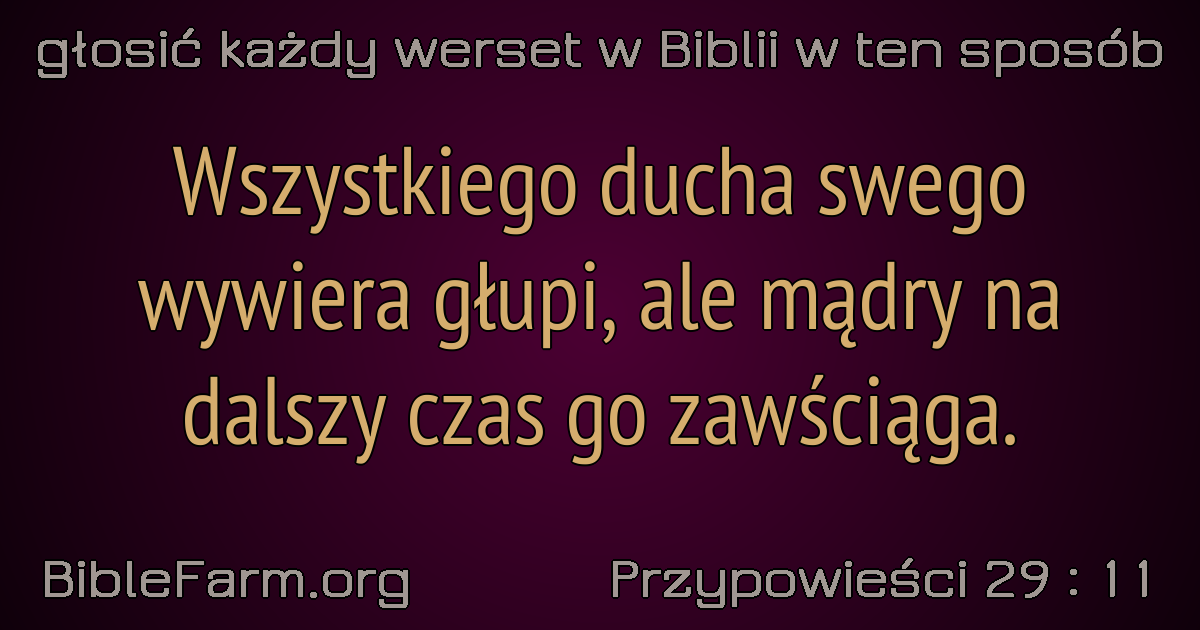 głosić każdy werset w Biblii w ten sposób
Wszystkiego ducha swego
wywiera głupi, ale mądry na
dalszy czas go zawściąga.
BibleFarm.org
Przypowieści 29 : 11